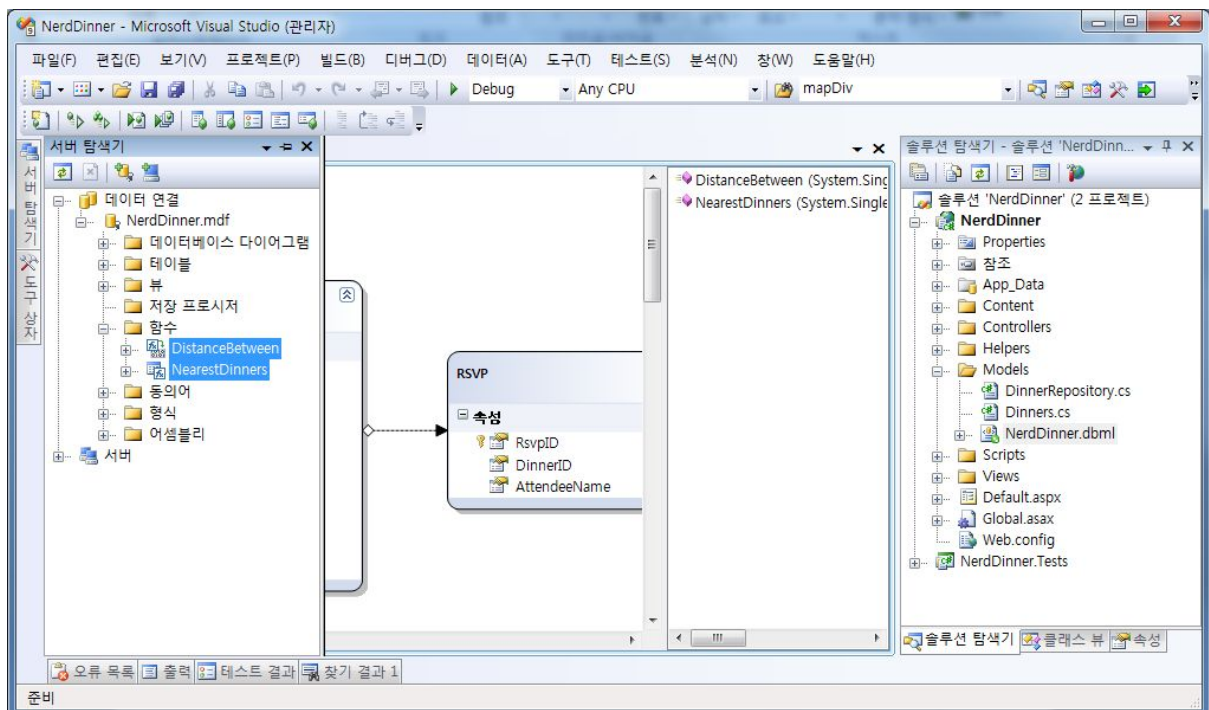 NerdDinner - Microsoft Visual Studio (관리자)
파일(F) 편집(E) 보기(V) 프로젝트(P) 빌드(B) 디버그(D) 데이터(A) 도구(T) 테스트(S) 분석(N) 창(W) 도움말(H)
Debug Any CPU mapDiv
서버 탐색기
도구 상자
서버 탐색기
데이터 연결
NerdDinner.mdf
데이터베이스 다이어그램
테이블
뷰
저장 프로시저
함수
DistanceBetween
NearestDinners
동의어
형식
어셈블리
서버
RSVP
속성
RsvpID
DinnerID
AttendeeName
DistanceBetween (System.Sing
NearestDinners (System.Single
솔루션 탐색기 - 솔루션 'NerdDinn...
솔루션 'NerdDinner' (2 프로젝트)
NerdDinner
Properties
참조
App_Data
Content
Controllers
Helpers
Models
DinnerRepository.cs
Dinners.cs
NerdDinner.dbml
Scripts
Views
Default.aspx
Global.asax
Web.config
NerdDinner.Tests
솔루션 탐색기 클래스 뷰 속성
오류 목록 출력 테스트 결과 찾기 결과 1
준비